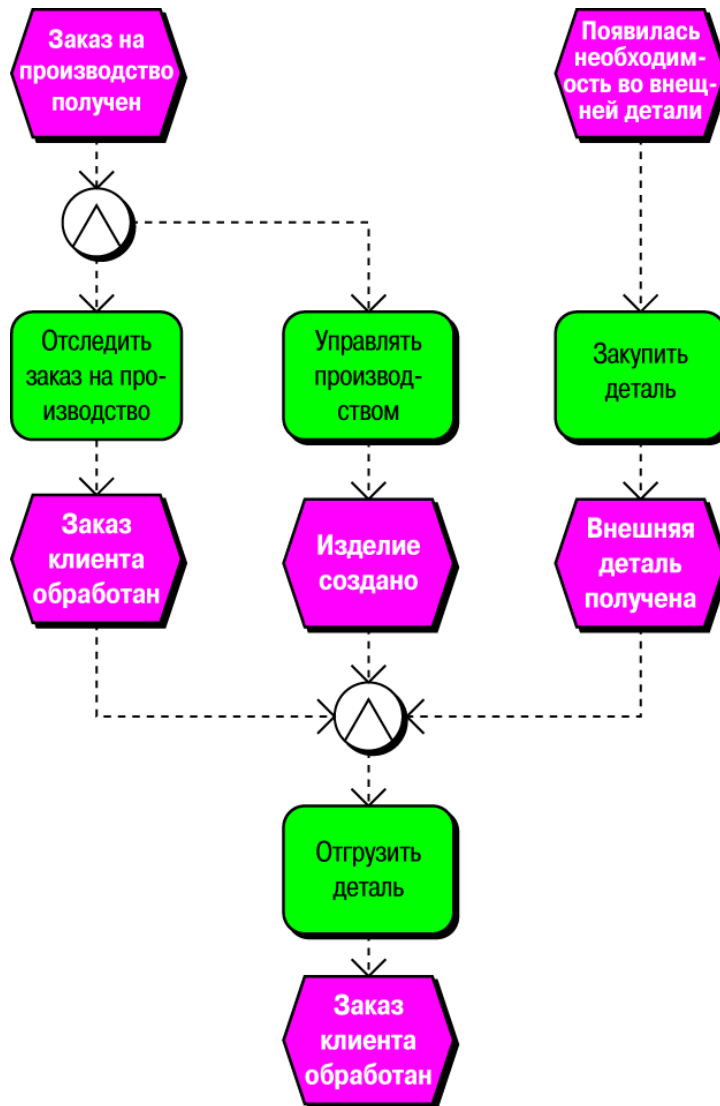 Заказ на
производство
получен
Появилась
необходим-
ость во внещ-
ней детали
Отследить
заказ на про-
изводство
Управлять
производ-
ством
Закупить
деталь
Заказ
клиента
обработан
Изделие
создано
Внешняя
деталь
получена
Отгрузить
деталь
Заказ
клиента
обработан